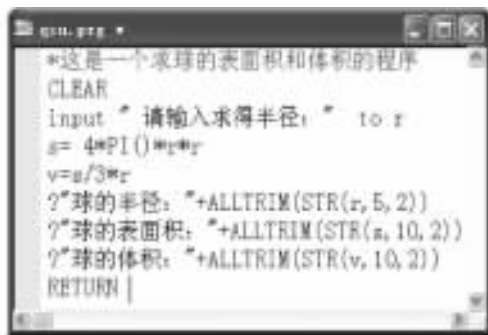 qiu.prg *
*这是一个求球的表面积和体积的程序
CLEAR
input " 请输入求得半径：" to r
s= 4*PI()*r*r
v=s/3*r
?"球的半径："+ALLTRIM(STR(r,5,2))
?"球的表面积："+ALLTRIM(STR(s,10,2))
?"球的体积："+ALLTRIM(STR(v,10,2))
RETURN